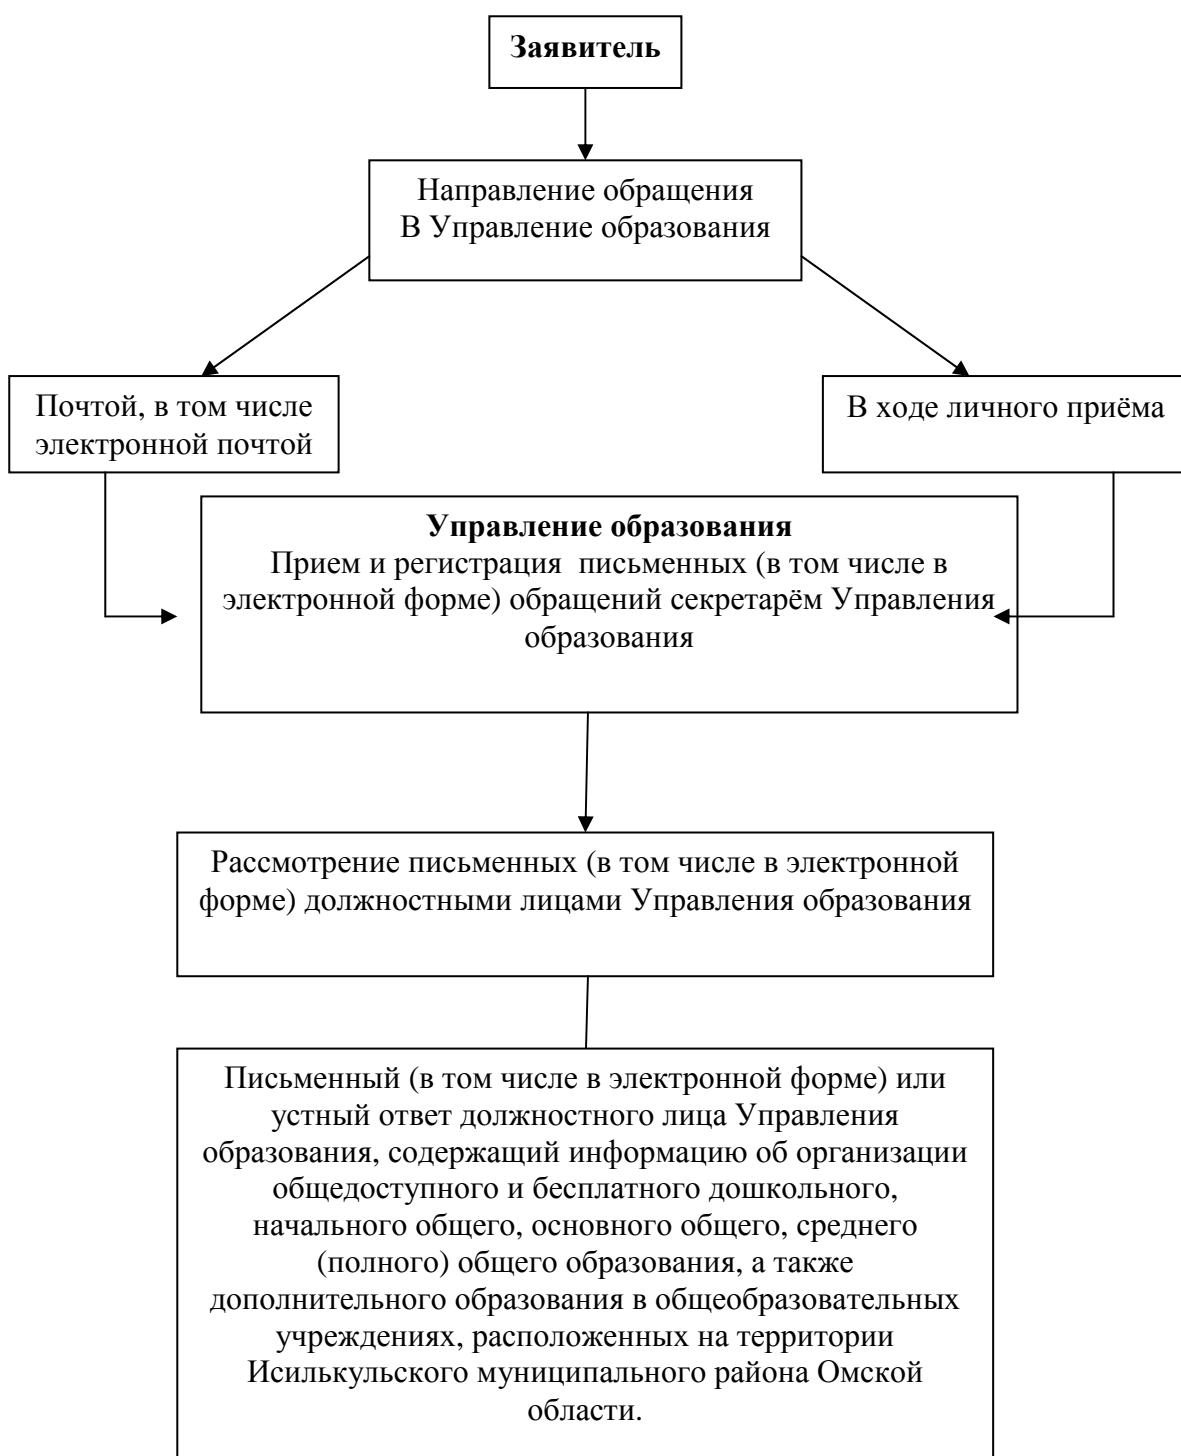 Заявитель
Направление обращения
В Управление образования
Почтой, в том числе
электронной почтой
В ходе личного приёма
Управление образования
Прием и регистрация  письменных (в том числе в
электронной форме) обращений секретарём Управления
образования
Рассмотрение письменных (в том числе в электронной
форме) должностными лицами Управления образования
Письменный (в том числе в электронной форме) или
устный ответ должностного лица Управления
образования, содержащий информацию об организации
общедоступного и бесплатного дошкольного,
начального общего, основного общего, среднего
(полного) общего образования, а также
дополнительного образования в общеобразовательных
учреждениях, расположенных на территории
Исилькульского муниципального района Омской
области.